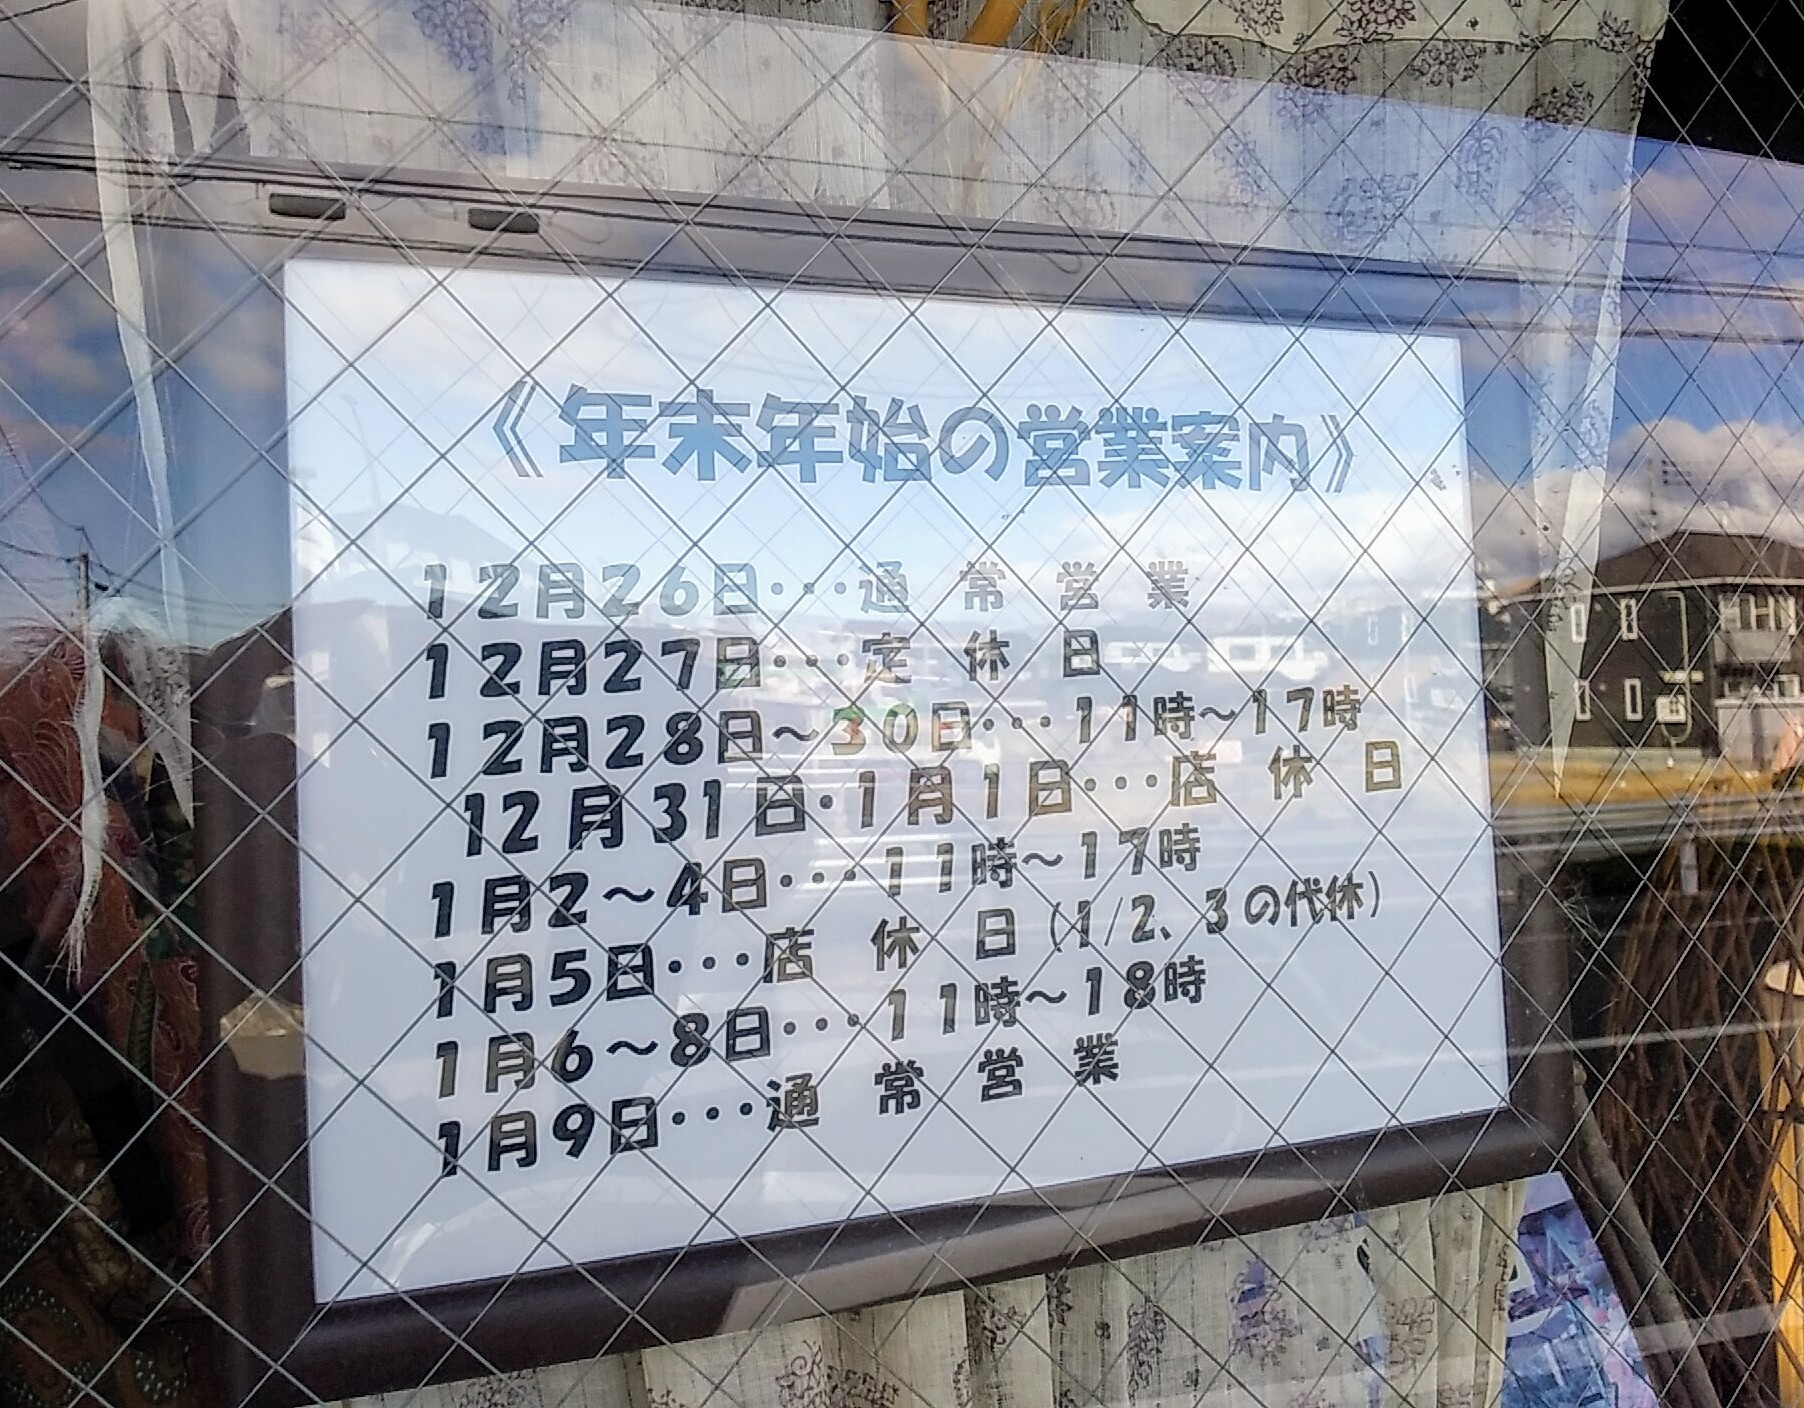 《年末年始の営業案内》
12月26日・・・通常営業
12月27日・・・定休日
12月28日～30日・・・11時～17時
12月31日・1月1日・・・店休日
1月2～4日・・・11時～17時
1月5日・・・店休日(1/2、3の代休)
1月6～8日・・・11時～18時
1月9日・・・通常営業